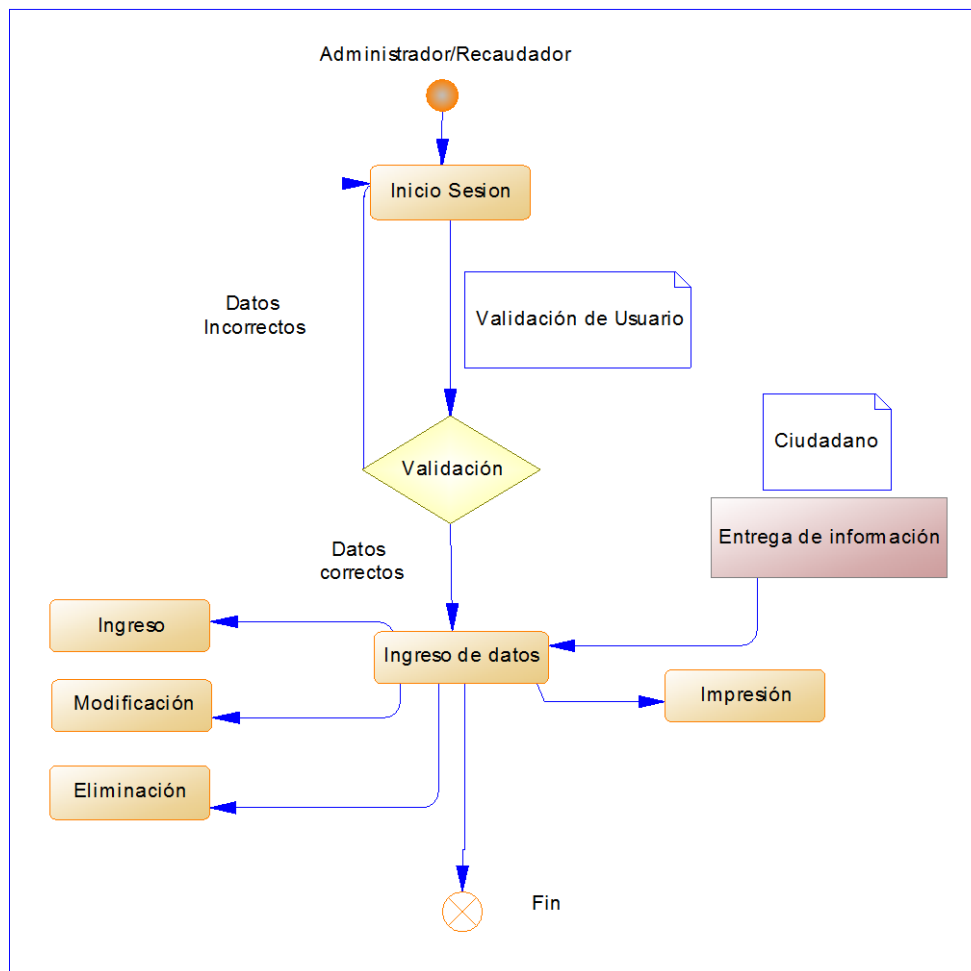 Administrador/Recaudador
Inicio Sesion
Datos
Incorrectos
Validación de Usuario
Ciudadano
Validación
Entrega de información
Datos
correctos
Ingreso
Ingreso de datos
Modificación
Impresión
Eliminación
Fin